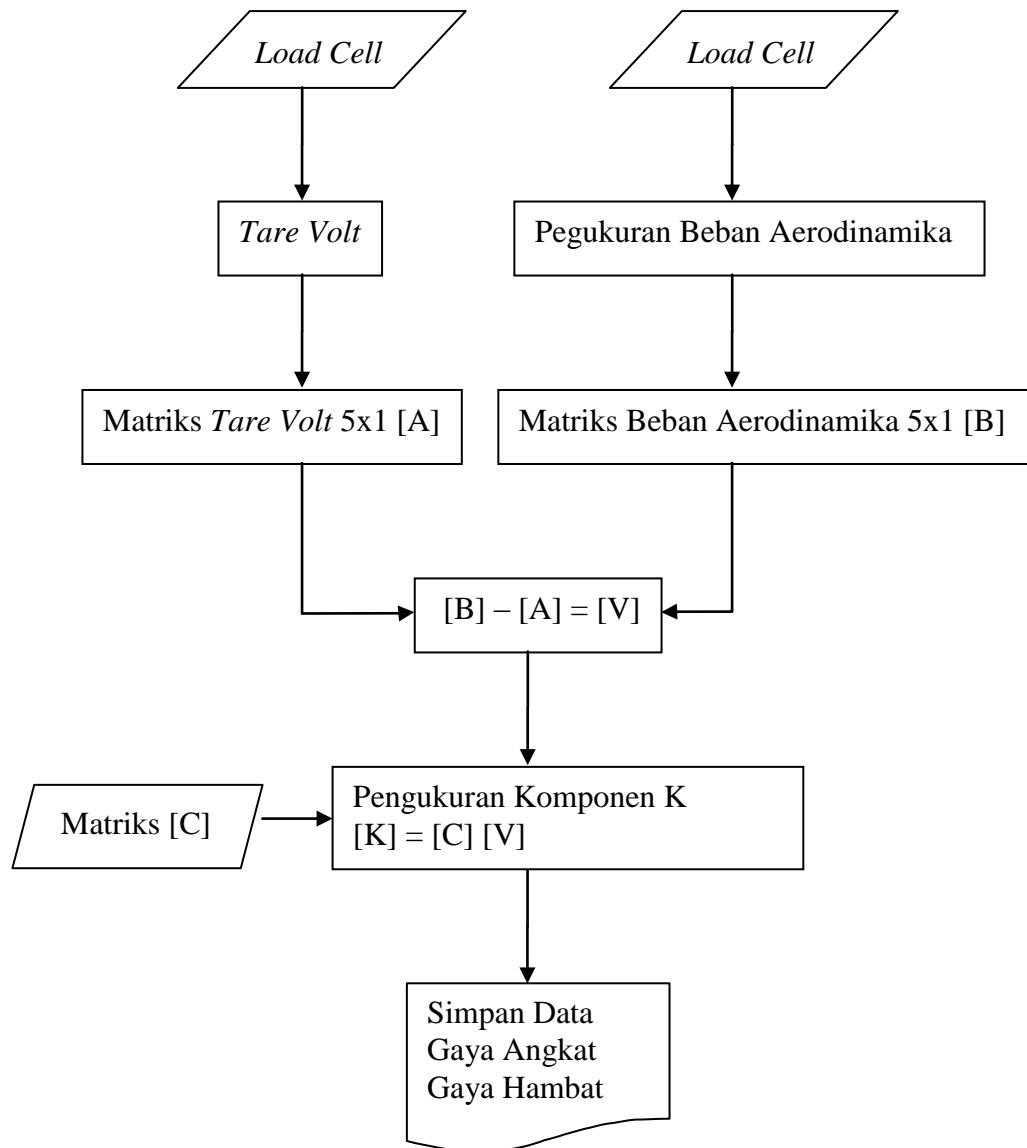 Load Cell
Load Cell
Tare Volt
Pegukuran Beban Aerodinamika
Matriks Tare Volt 5x1 [A]
Matriks Beban Aerodinamika 5x1 [B]
[B] – [A] = [V]
Matriks [C]
Pengukuran Komponen K
[K] = [C] [V]
Simpan Data
Gaya Angkat
Gaya Hambat